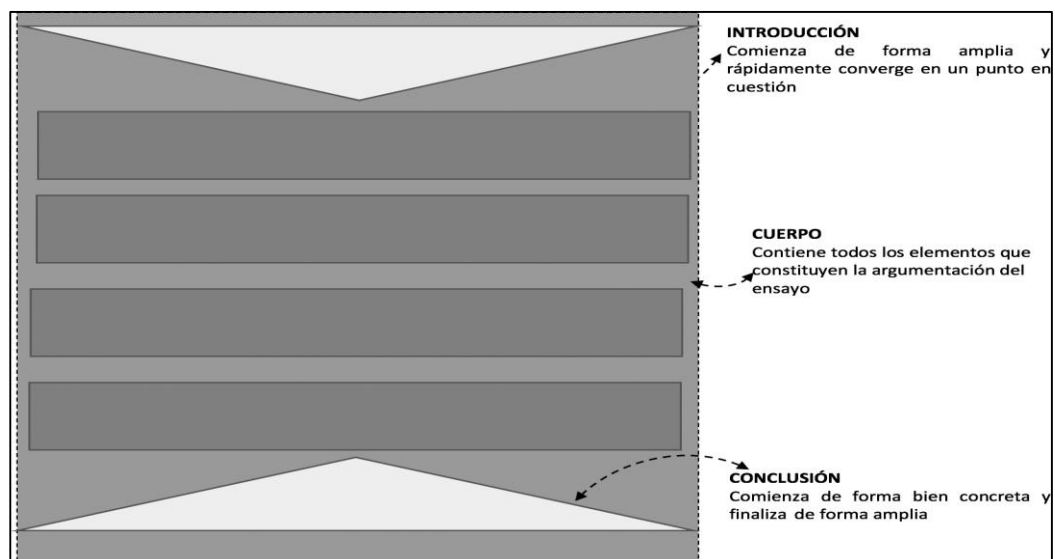 INTRODUCCIÓN
Comienza de forma amplia y
rápidamente converge en un punto en
cuestión
CUERPO
Contiene todos los elementos que
constituyen la argumentación del
ensayo
CONCLUSIÓN
Comienza de forma bien concreta y
finaliza de forma amplia